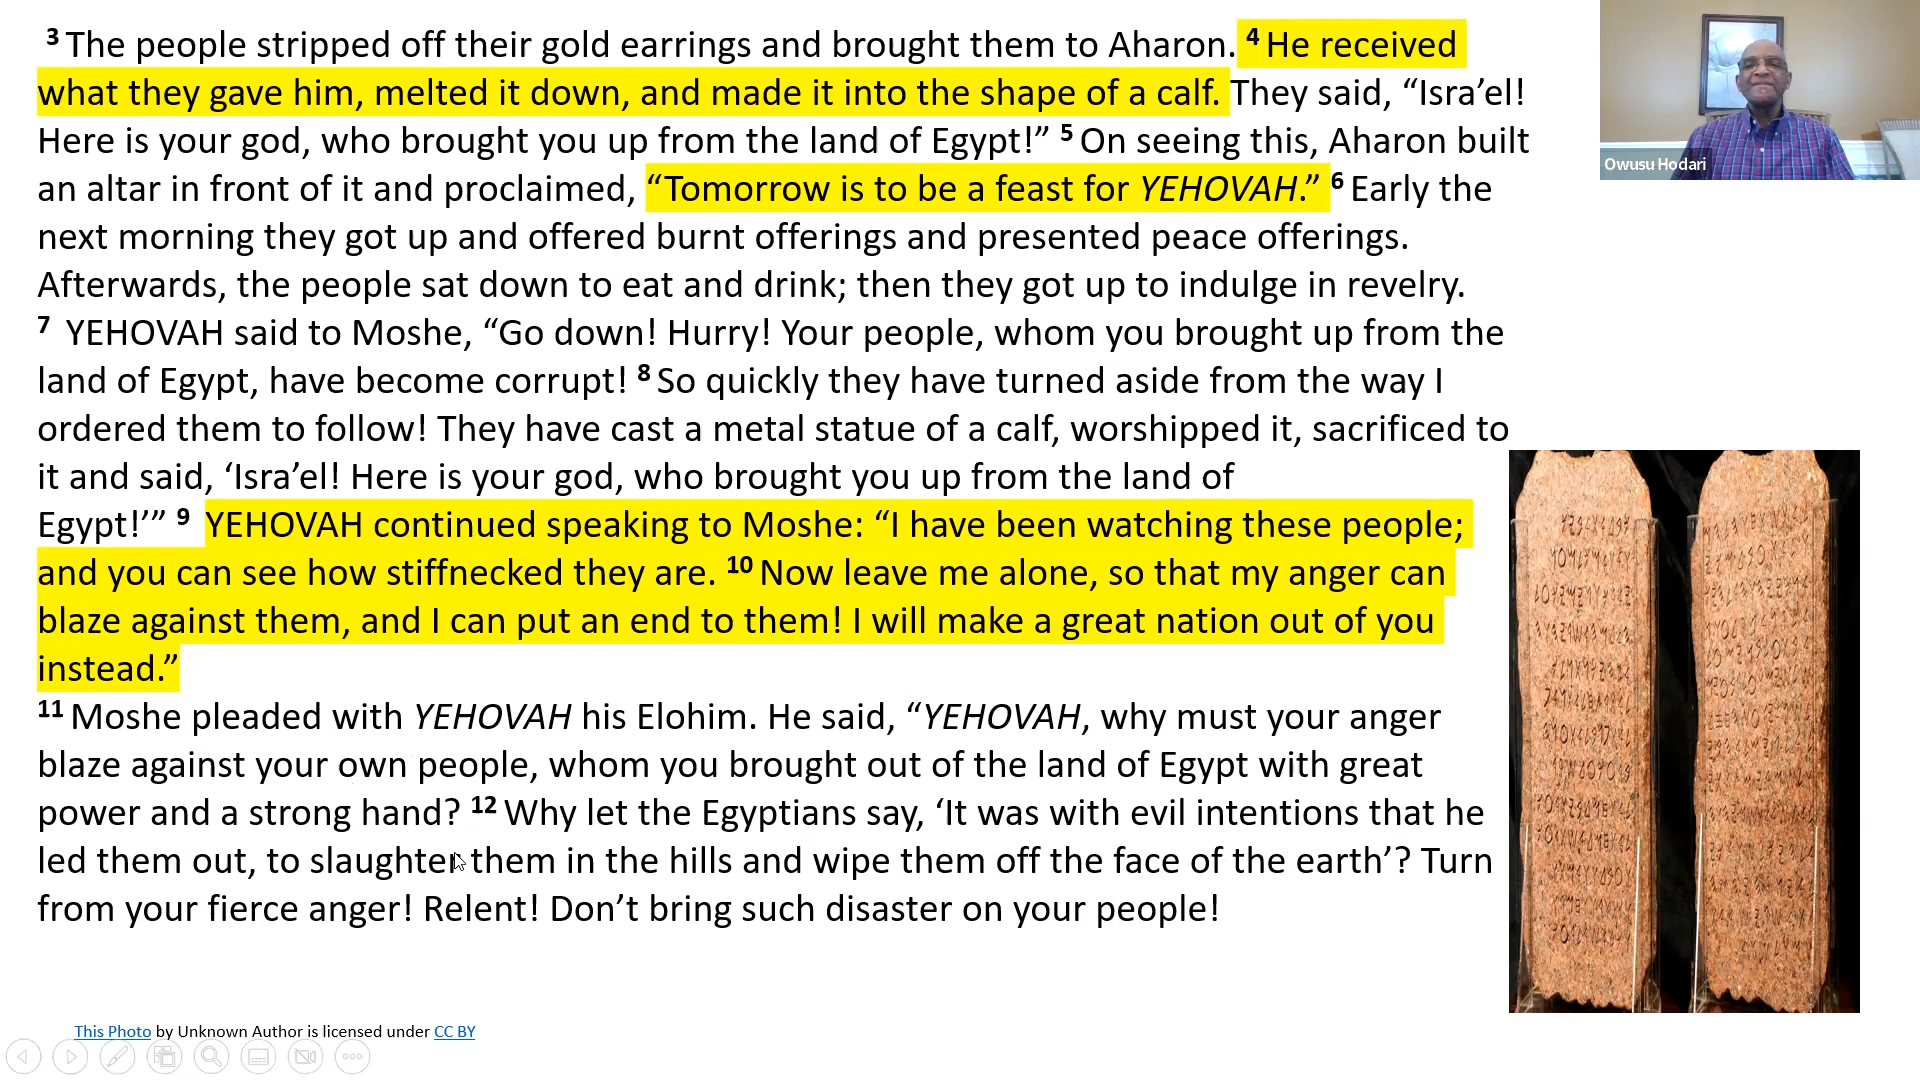 3 The people stripped off their gold earrings and brought them to Aharon. 4 He received
what they gave him, melted it down, and made it into the shape of a calf. They said, “Isra’el!
Here is your god, who brought you up from the land of Egypt!” 5 On seeing this, Aharon built
an altar in front of it and proclaimed, “Tomorrow is to be a feast for YEHOVAH.” 6 Early the
next morning they got up and offered burnt offerings and presented peace offerings.
Afterwards, the people sat down to eat and drink; then they got up to indulge in revelry.
7 YEHOVAH said to Moshe, “Go down! Hurry! Your people, whom you brought up from the
land of Egypt, have become corrupt! 8 So quickly they have turned aside from the way I
ordered them to follow! They have cast a metal statue of a calf, worshipped it, sacrificed to
it and said, ‘Isra’el! Here is your god, who brought you up from the land of
Egypt!’” 9 YEHOVAH continued speaking to Moshe: “I have been watching these people;
and you can see how stiffnecked they are. 10 Now leave me alone, so that my anger can
blaze against them, and I can put an end to them! I will make a great nation out of you
instead.”
11 Moshe pleaded with YEHOVAH his Elohim. He said, “YEHOVAH, why must your anger
blaze against your own people, whom you brought out of the land of Egypt with great
power and a strong hand? 12 Why let the Egyptians say, ‘It was with evil intentions that he
led them out, to slaughter them in the hills and wipe them off the face of the earth’? Turn
from your fierce anger! Relent! Don’t bring such disaster on your people!
This Photo by Unknown Author is licensed under CC BY
Owusu Hodari